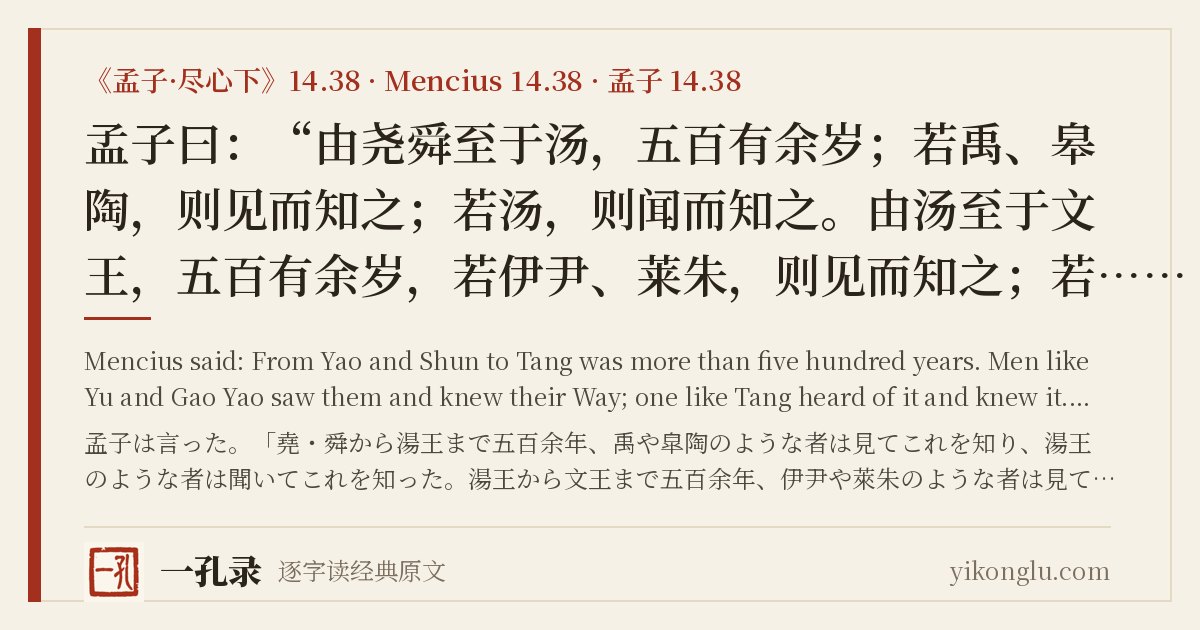 《孟子·尽心下》14.38 · Mencius 14.38 · 孟子 14.38
孟子曰：“由尧舜至于汤，五百有余岁；若禹、皋
陶，则见而知之；若汤，则闻而知之。由汤至于文
王，五百有余岁，若伊尹、莱朱，则见而知之；若……
Mencius said: From Yao and Shun to Tang was more than five hundred years. Men like
Yu and Gao Yao saw them and knew their Way; one like Tang heard of it and knew it....
孟子は言った。「堯・舜から湯王まで五百余年、禹や皐陶のような者は見てこれを知り、湯王
のような者は聞いてこれを知った。湯王から文王まで五百余年、伊尹や萊朱のような者は見て…
一孔
一孔录 逐字读经典原文
yikonglu.com